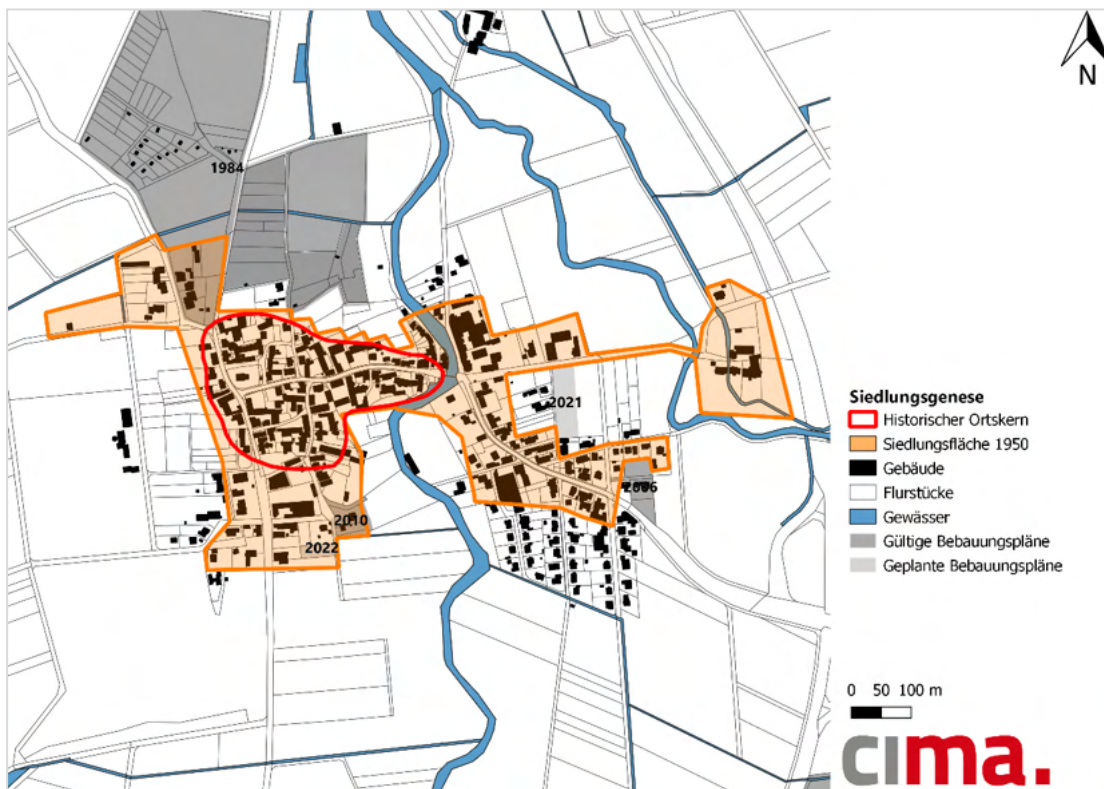 N
1984
2021
2006
2010
2022
Siedlungsgenese
Historischer Ortskern
Siedlungsfläche 1950
Gebäude
Flurstücke
Gewässer
Gültige Bebauungspläne
Geplante Bebauungspläne
0 50 100 m
cima.